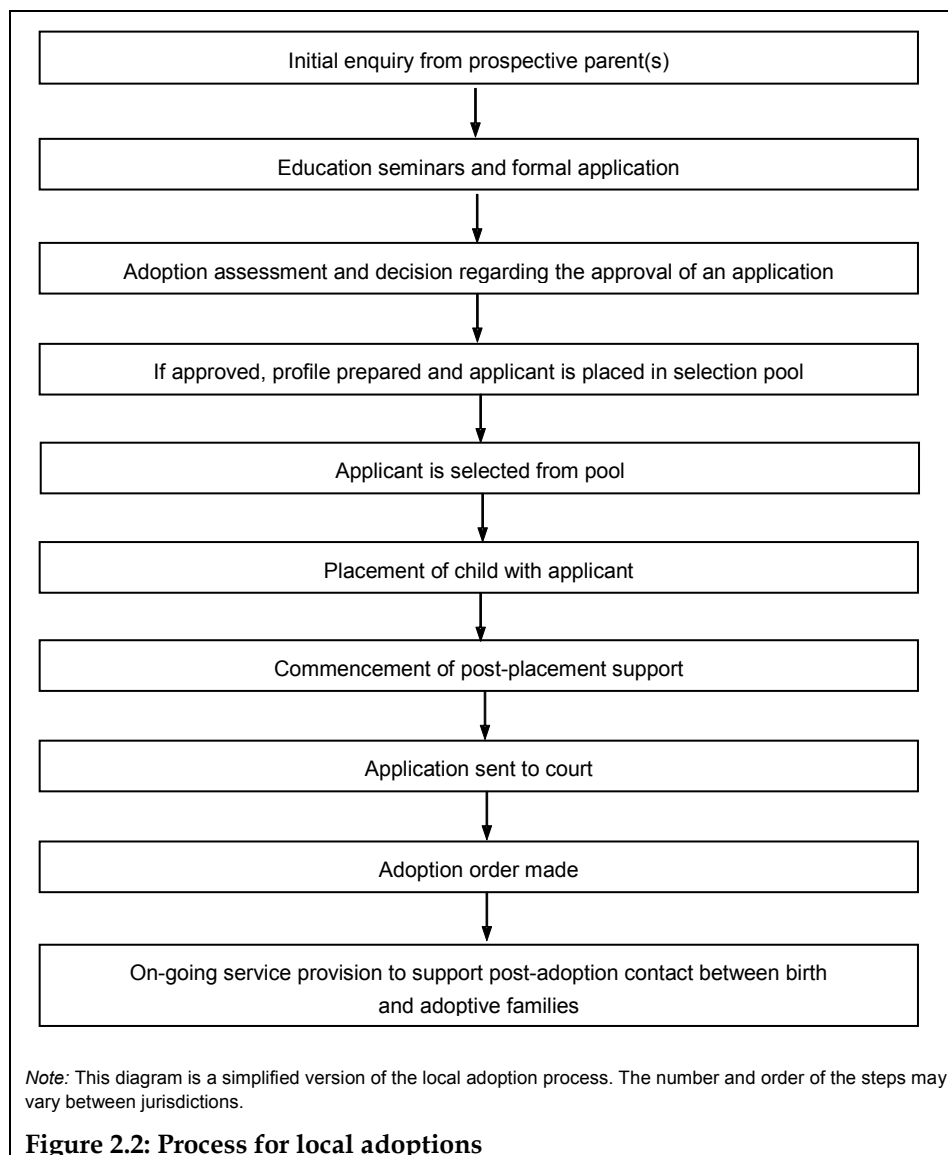 Initial enquiry from prospective parent(s)
Education seminars and formal application
Adoption assessment and decision regarding the approval of an application
If approved, profile prepared and applicant is placed in selection pool
Applicant is selected from pool
Placement of child with applicant
Commencement of post-placement support
Application sent to court
Adoption order made
On-going service provision to support post-adoption contact between birth
and adoptive families
Note: This diagram is a simplified version of the local adoption process. The number and order of the steps may
vary between jurisdictions.
Figure 2.2: Process for local adoptions